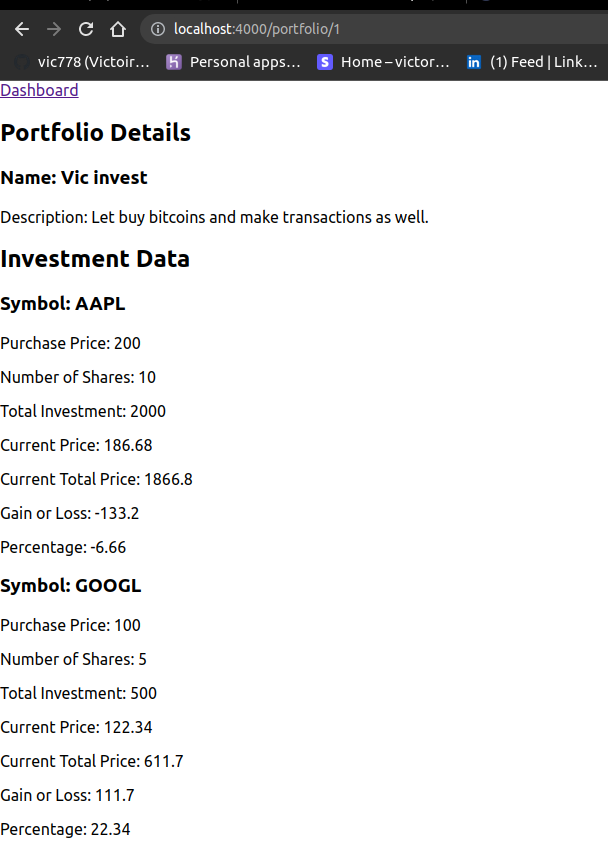 localhost:4000/portfolio/1
vic778 (Victoir… Personal apps… S Home – victor… in (1) Feed | Link…
Dashboard
Portfolio Details
Name: Vic invest
Description: Let buy bitcoins and make transactions as well.
Investment Data
Symbol: AAPL
Purchase Price: 200
Number of Shares: 10
Total Investment: 2000
Current Price: 186.68
Current Total Price: 1866.8
Gain or Loss: -133.2
Percentage: -6.66
Symbol: GOOGL
Purchase Price: 100
Number of Shares: 5
Total Investment: 500
Current Price: 122.34
Current Total Price: 611.7
Gain or Loss: 111.7
Percentage: 22.34